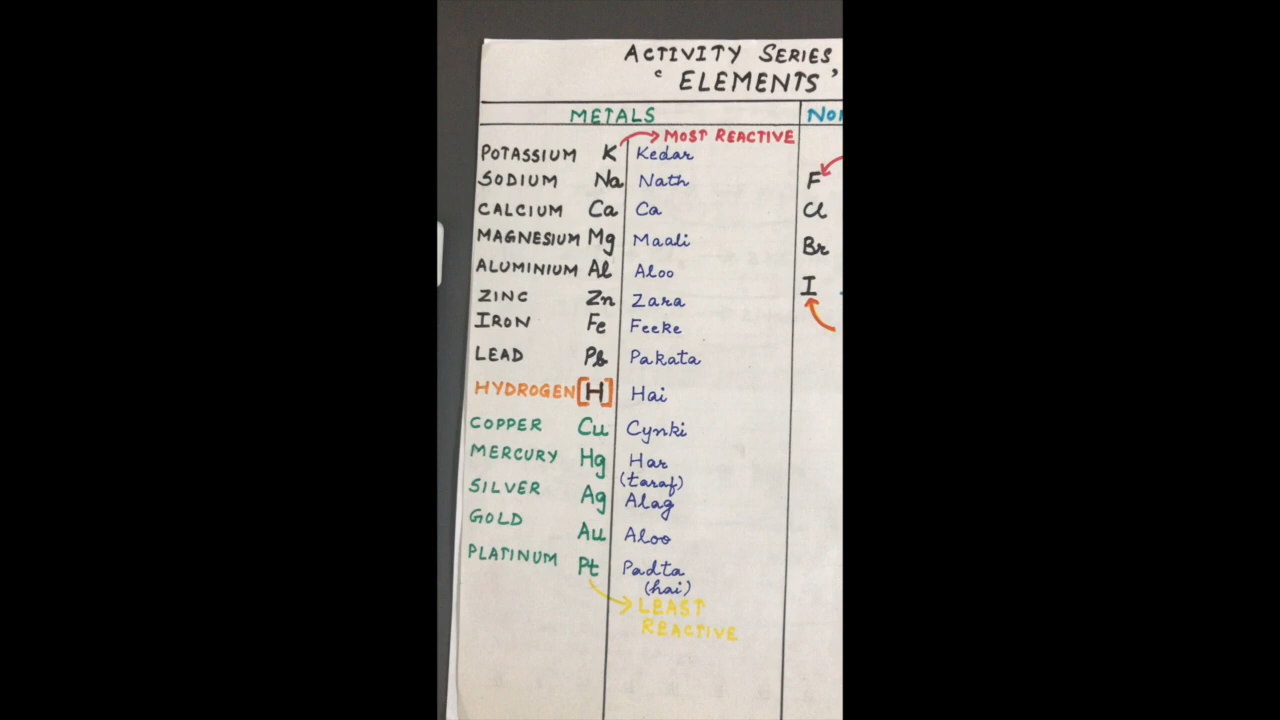 ACTIVITY SERIES
‘ ELEMENTS ’
METALS
MOST REACTIVE
POTASSIUM K Kedar
SODIUM Na Nath
CALCIUM Ca Ca
MAGNESIUM Mg Maali
ALUMINIUM Al Aloo
ZINC Zn Zara
IRON Fe Feeke
LEAD Pb Pakata
HYDROGEN [H] Hai
COPPER Cu Cynki
MERCURY Hg Har
(taraf)
SILVER Ag Alag
GOLD Au Aloo
PLATINUM Pt Padta
(hai)
LEAST
REACTIVE
F
Cl
Br
I